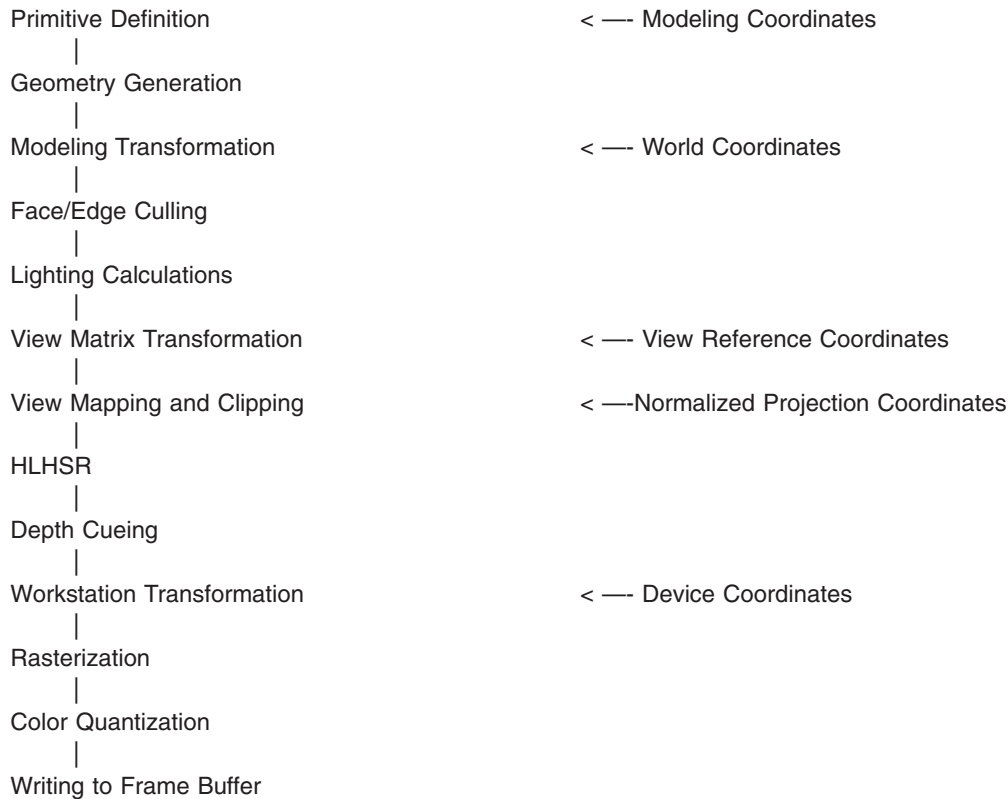 Primitive Definition < —- Modeling Coordinates
|
Geometry Generation
|
Modeling Transformation < —- World Coordinates
|
Face/Edge Culling
|
Lighting Calculations
|
View Matrix Transformation < —- View Reference Coordinates
|
View Mapping and Clipping < —-Normalized Projection Coordinates
|
HLHSR
|
Depth Cueing
|
Workstation Transformation < —- Device Coordinates
|
Rasterization
|
Color Quantization
|
Writing to Frame Buffer